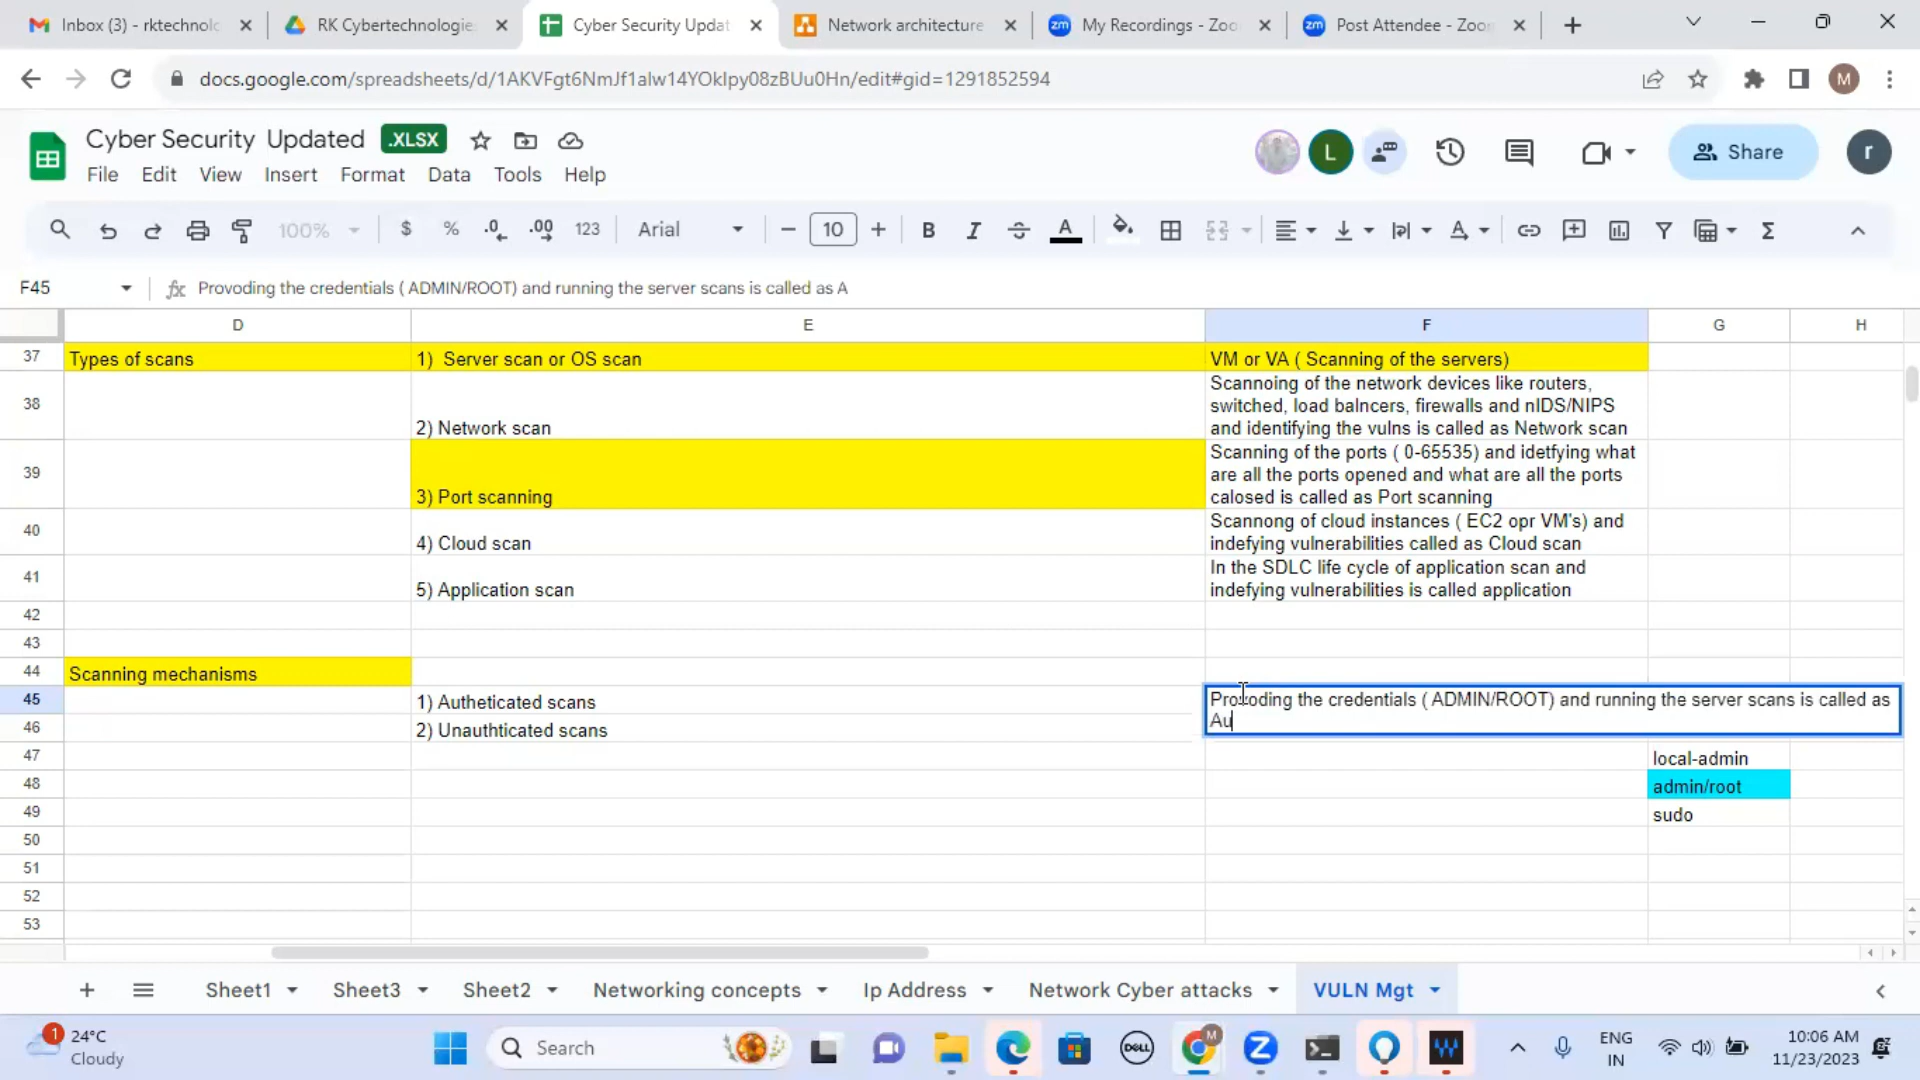 Inbox (3) - rktechnolo
RK Cybertechnologie
Cyber Security Updat
Network architecture
My Recordings - Zoo
Post Attendee - Zoo
docs.google.com/spreadsheets/d/1AKVFgt6NmJf1alw14YOkIpy08zBUu0Hn/edit#gid=1291852594
M
Cyber Security Updated .XLSX
L
Share
r
File Edit View Insert Format Data Tools Help
100% $ % .0 .00 123 Arial 10 B I A
F45 fx Provoding the credentials ( ADMIN/ROOT) and running the server scans is called as A
D E F G H
37 Types of scans 1) Server scan or OS scan VM or VA ( Scanning of the servers)
38 2) Network scan
Scannoing of the network devices like routers,
switched, load balncers, firewalls and nIDS/NIPS
and identifying the vulns is called as Network scan
39 3) Port scanning
Scanning of the ports ( 0-65535) and idetfying what
are all the ports opened and what are all the ports
calosed is called as Port scanning
40 4) Cloud scan
Scannong of cloud instances ( EC2 opr VM's) and
indefying vulnerabilities called as Cloud scan
41 5) Application scan
In the SDLC life cycle of application scan and
indefying vulnerabilities is called application
42
43
44 Scanning mechanisms
45 1) Autheticated scans
Provoding the credentials ( ADMIN/ROOT) and running the server scans is called as
Au
46 2) Unauthticated scans
47 local-admin
48 admin/root
49 sudo
50
51
52
53
Sheet1 Sheet3 Sheet2 Networking concepts Ip Address Network Cyber attacks VULN Mgt
1
24°C
Cloudy
Search
DELL
M
ENG
IN
10:06 AM
11/23/2023